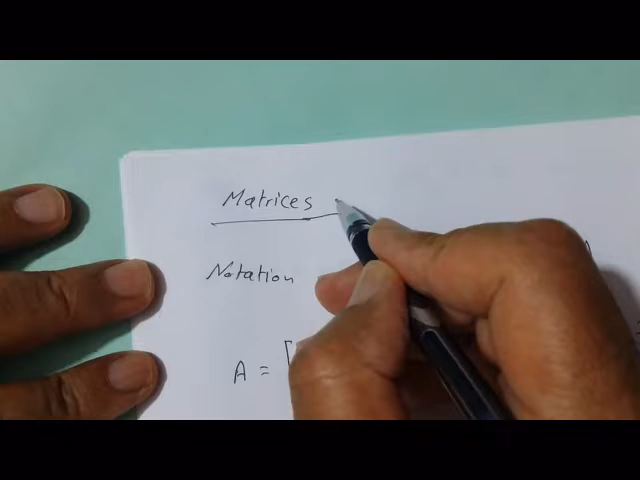 Matrices
Notation
A = [